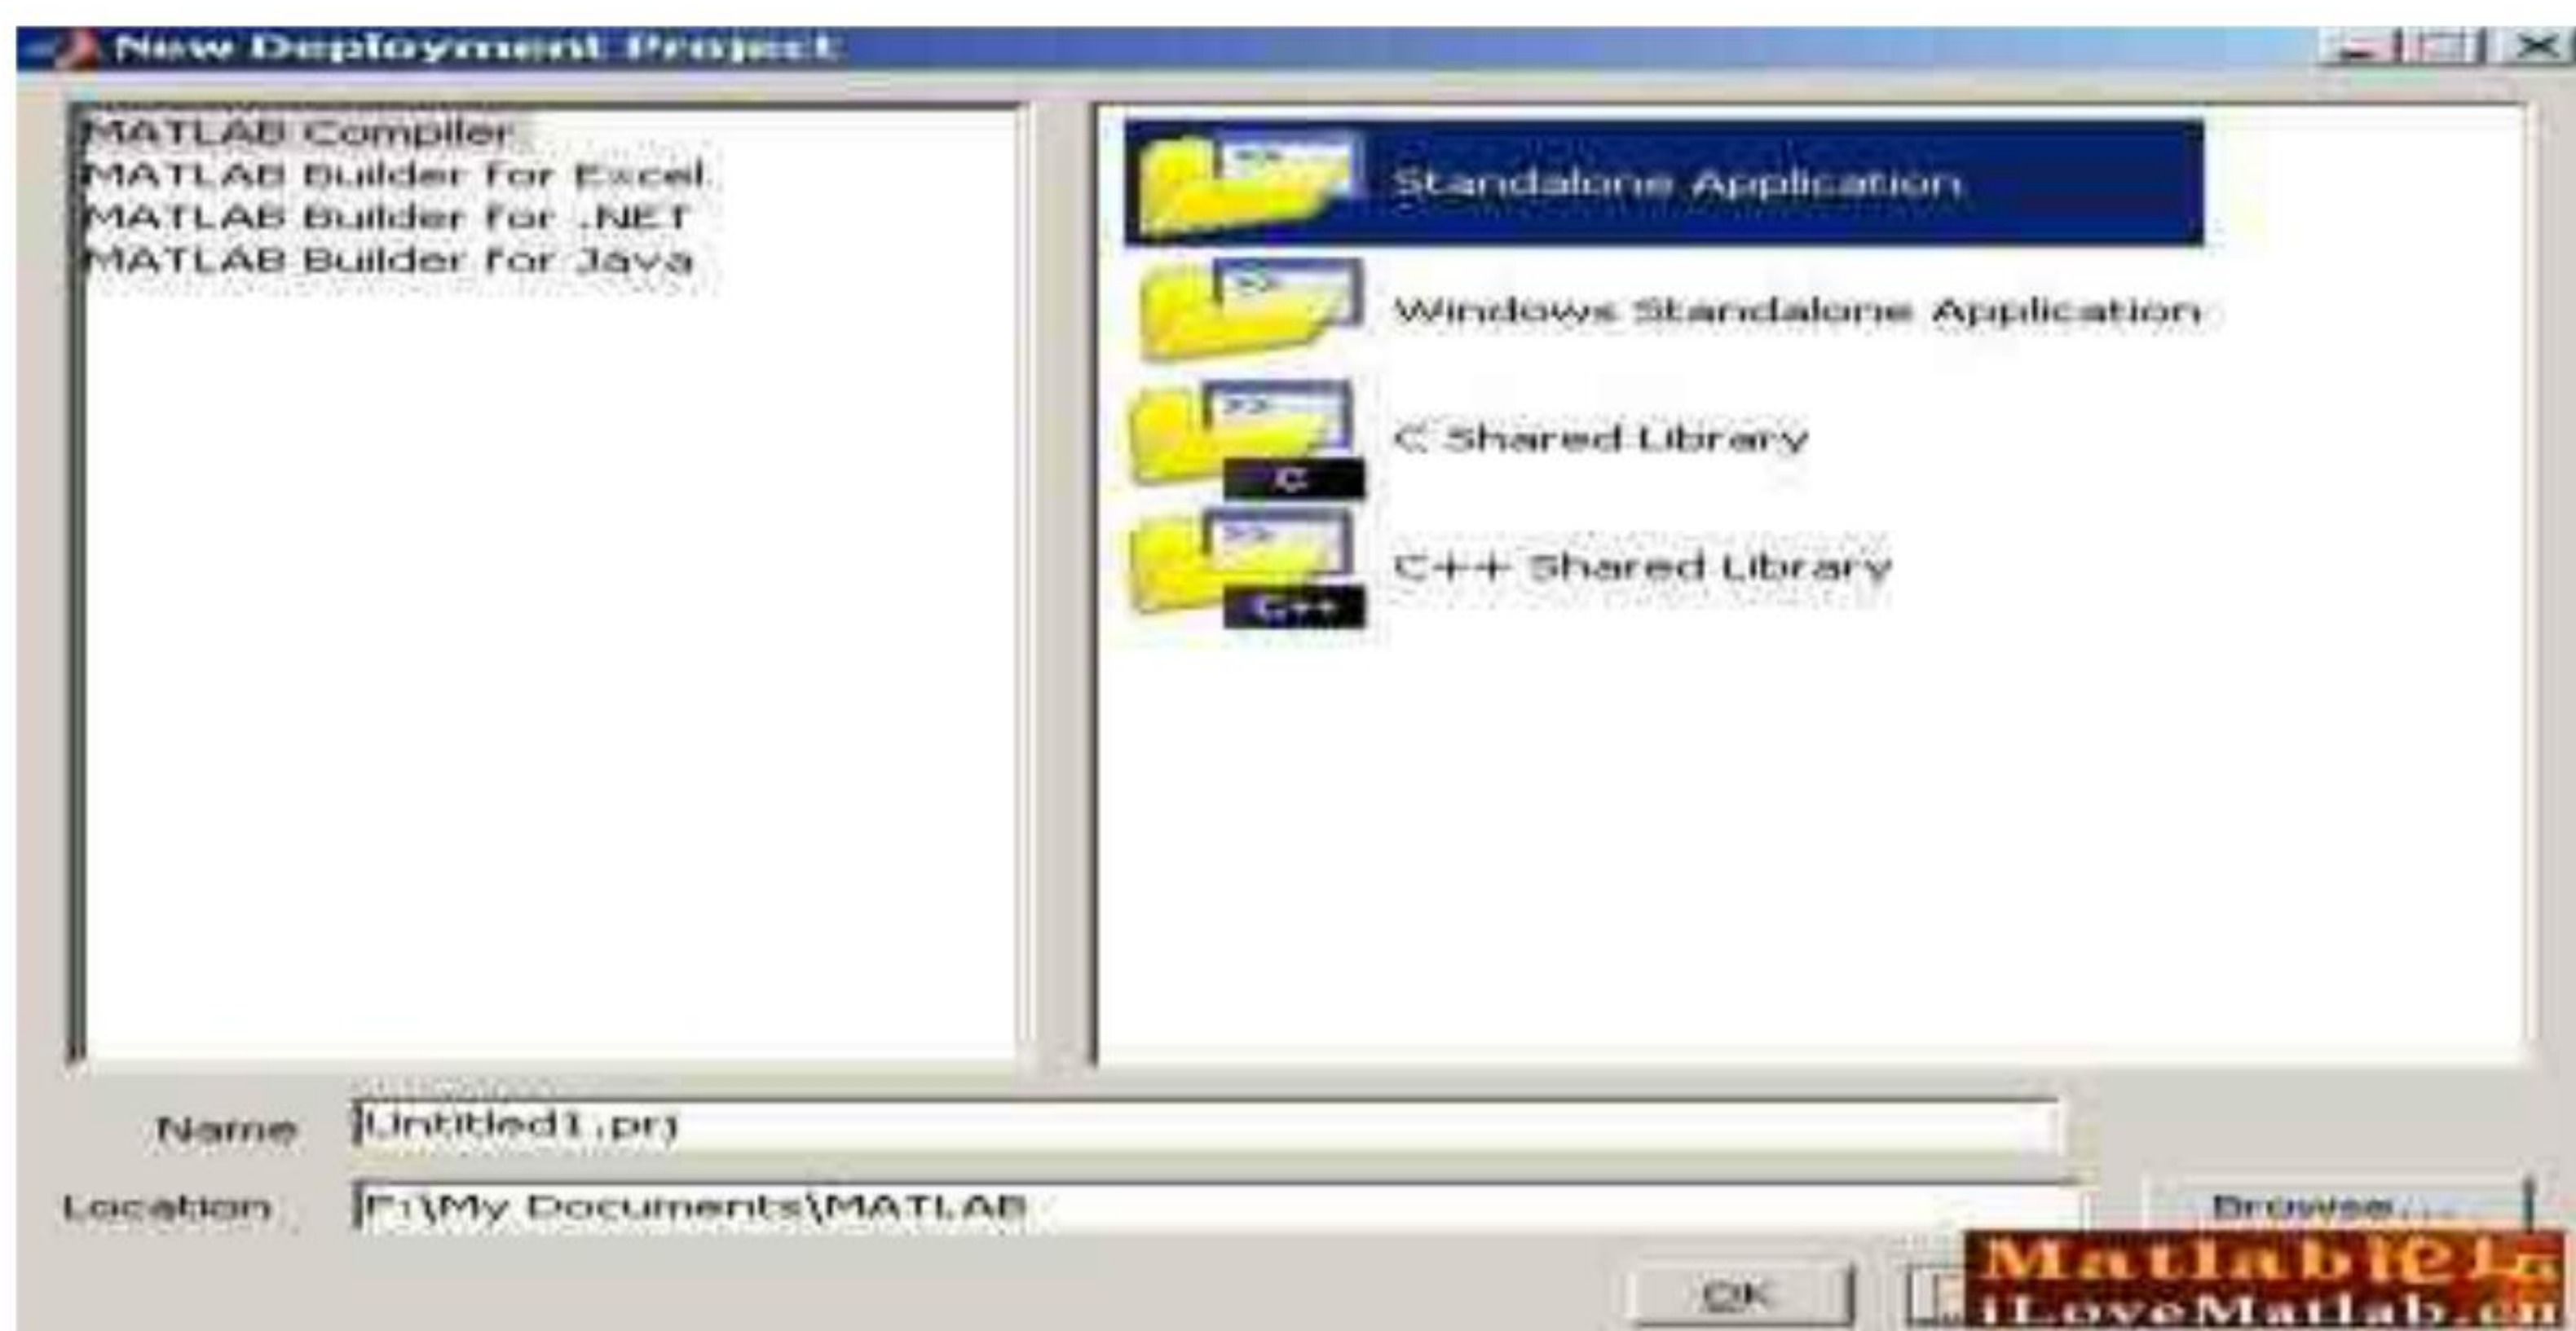 New Deployment Project
MATLAB Compiler
MATLAB Builder for Excel
MATLAB Builder for .NET
MATLAB Builder for Java
>> Standalone Application
>> Windows Standalone Application
>> C Shared Library
C
>> C++ Shared Library
C++
Name Untitled1.prj
Location F:\My Documents\MATLAB Browse...
OK
Matlab
iLoveMatlab.cn